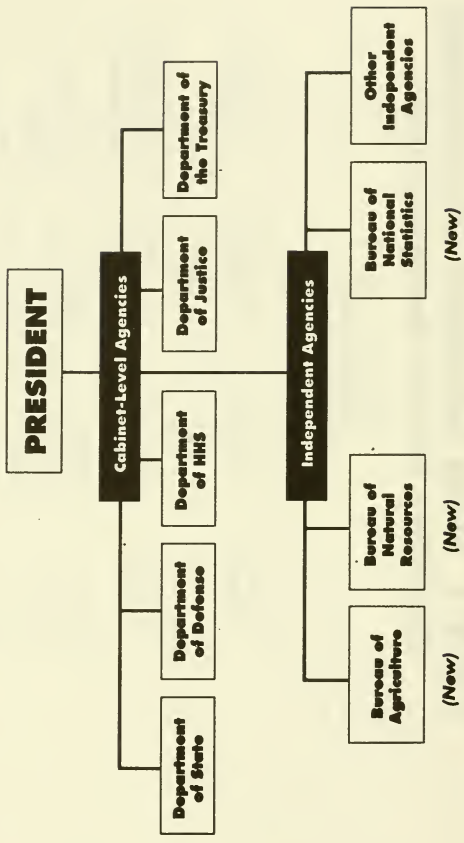 PRESIDENT
Cabinet-Level Agencies
Department
of State
Department
of Defense
Department
of HHS
Department
of Justice
Department of
the Treasury
Independent Agencies
Bureau of
Agriculture
(New)
Bureau of
Natural
Resources
(New)
Bureau of
National
Statistics
(New)
Other
Independent
Agencies